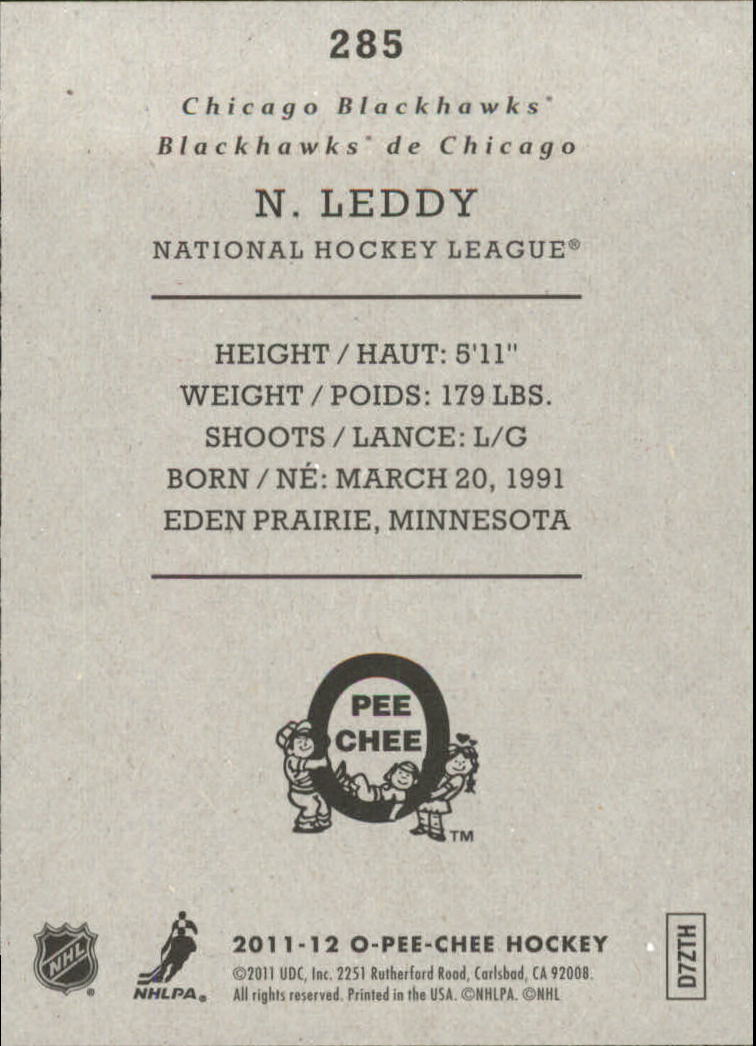 285
Chicago Blackhawks®
Blackhawks® de Chicago
N. LEDDY
NATIONAL HOCKEY LEAGUE®
HEIGHT / HAUT: 5'11"
WEIGHT / POIDS: 179 LBS.
SHOOTS / LANCE: L/G
BORN / NÉ: MARCH 20, 1991
EDEN PRAIRIE, MINNESOTA
O
PEE
CHEE
TM
NHL ®
NHLPA®
2011-12 O-PEE-CHEE HOCKEY
©2011 UDC, Inc. 2251 Rutherford Road, Carlsbad, CA 92008.
All rights reserved. Printed in the USA. ©NHLPA. ©NHL
D7ZTH